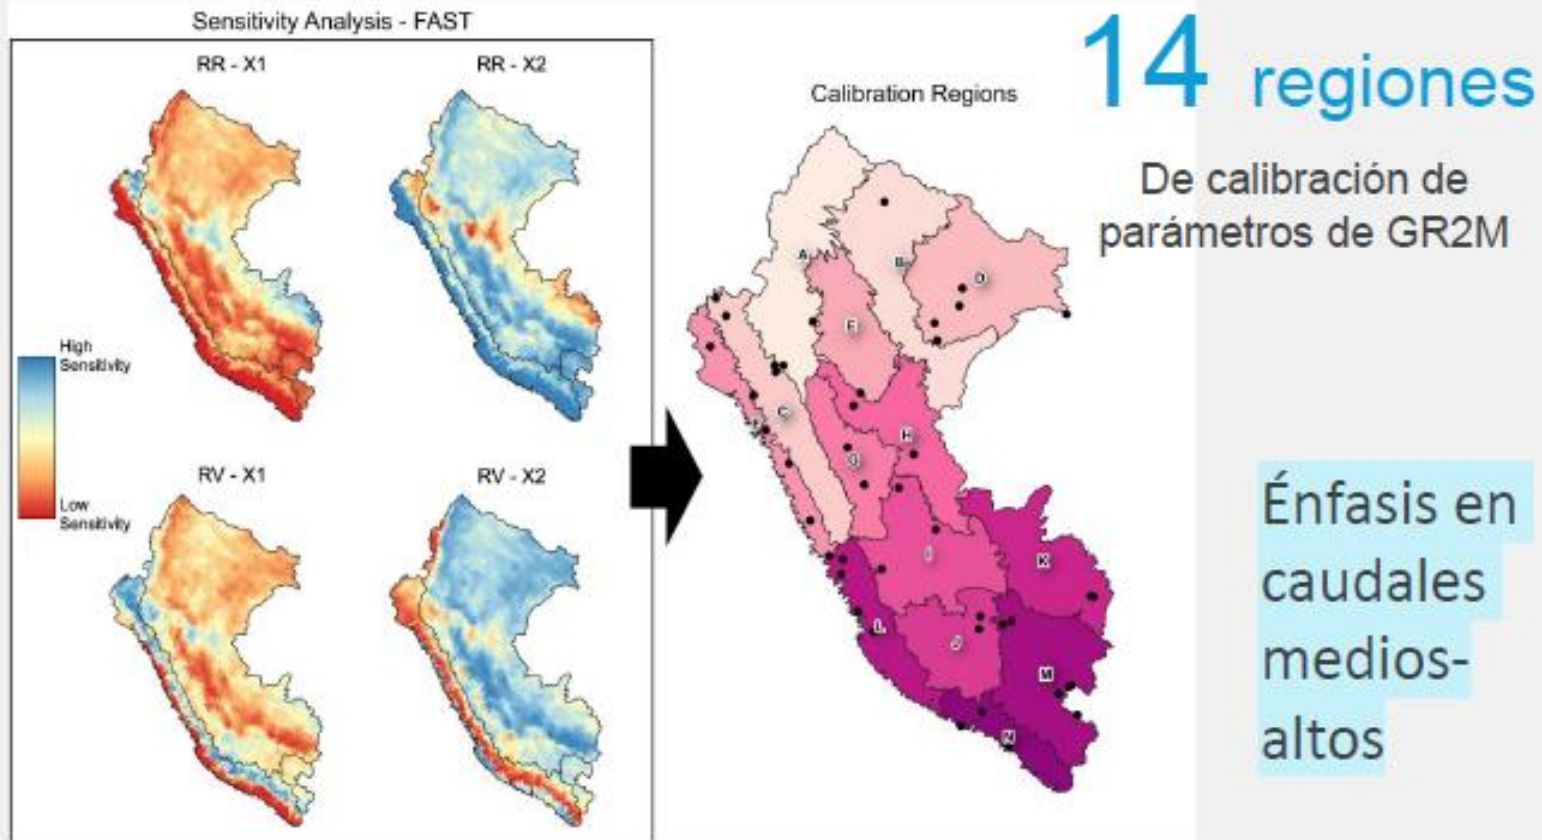 Sensitivity Analysis - FAST
RR - X1
RR - X2
High
Sensitivity
Low
Sensitivity
RV - X1
RV - X2
Calibration Regions
A
B
D
C
H
G
I
K
L
J
M
N
14 regiones
De calibración de
parámetros de GR2M
Énfasis en
caudales
medios-
altos